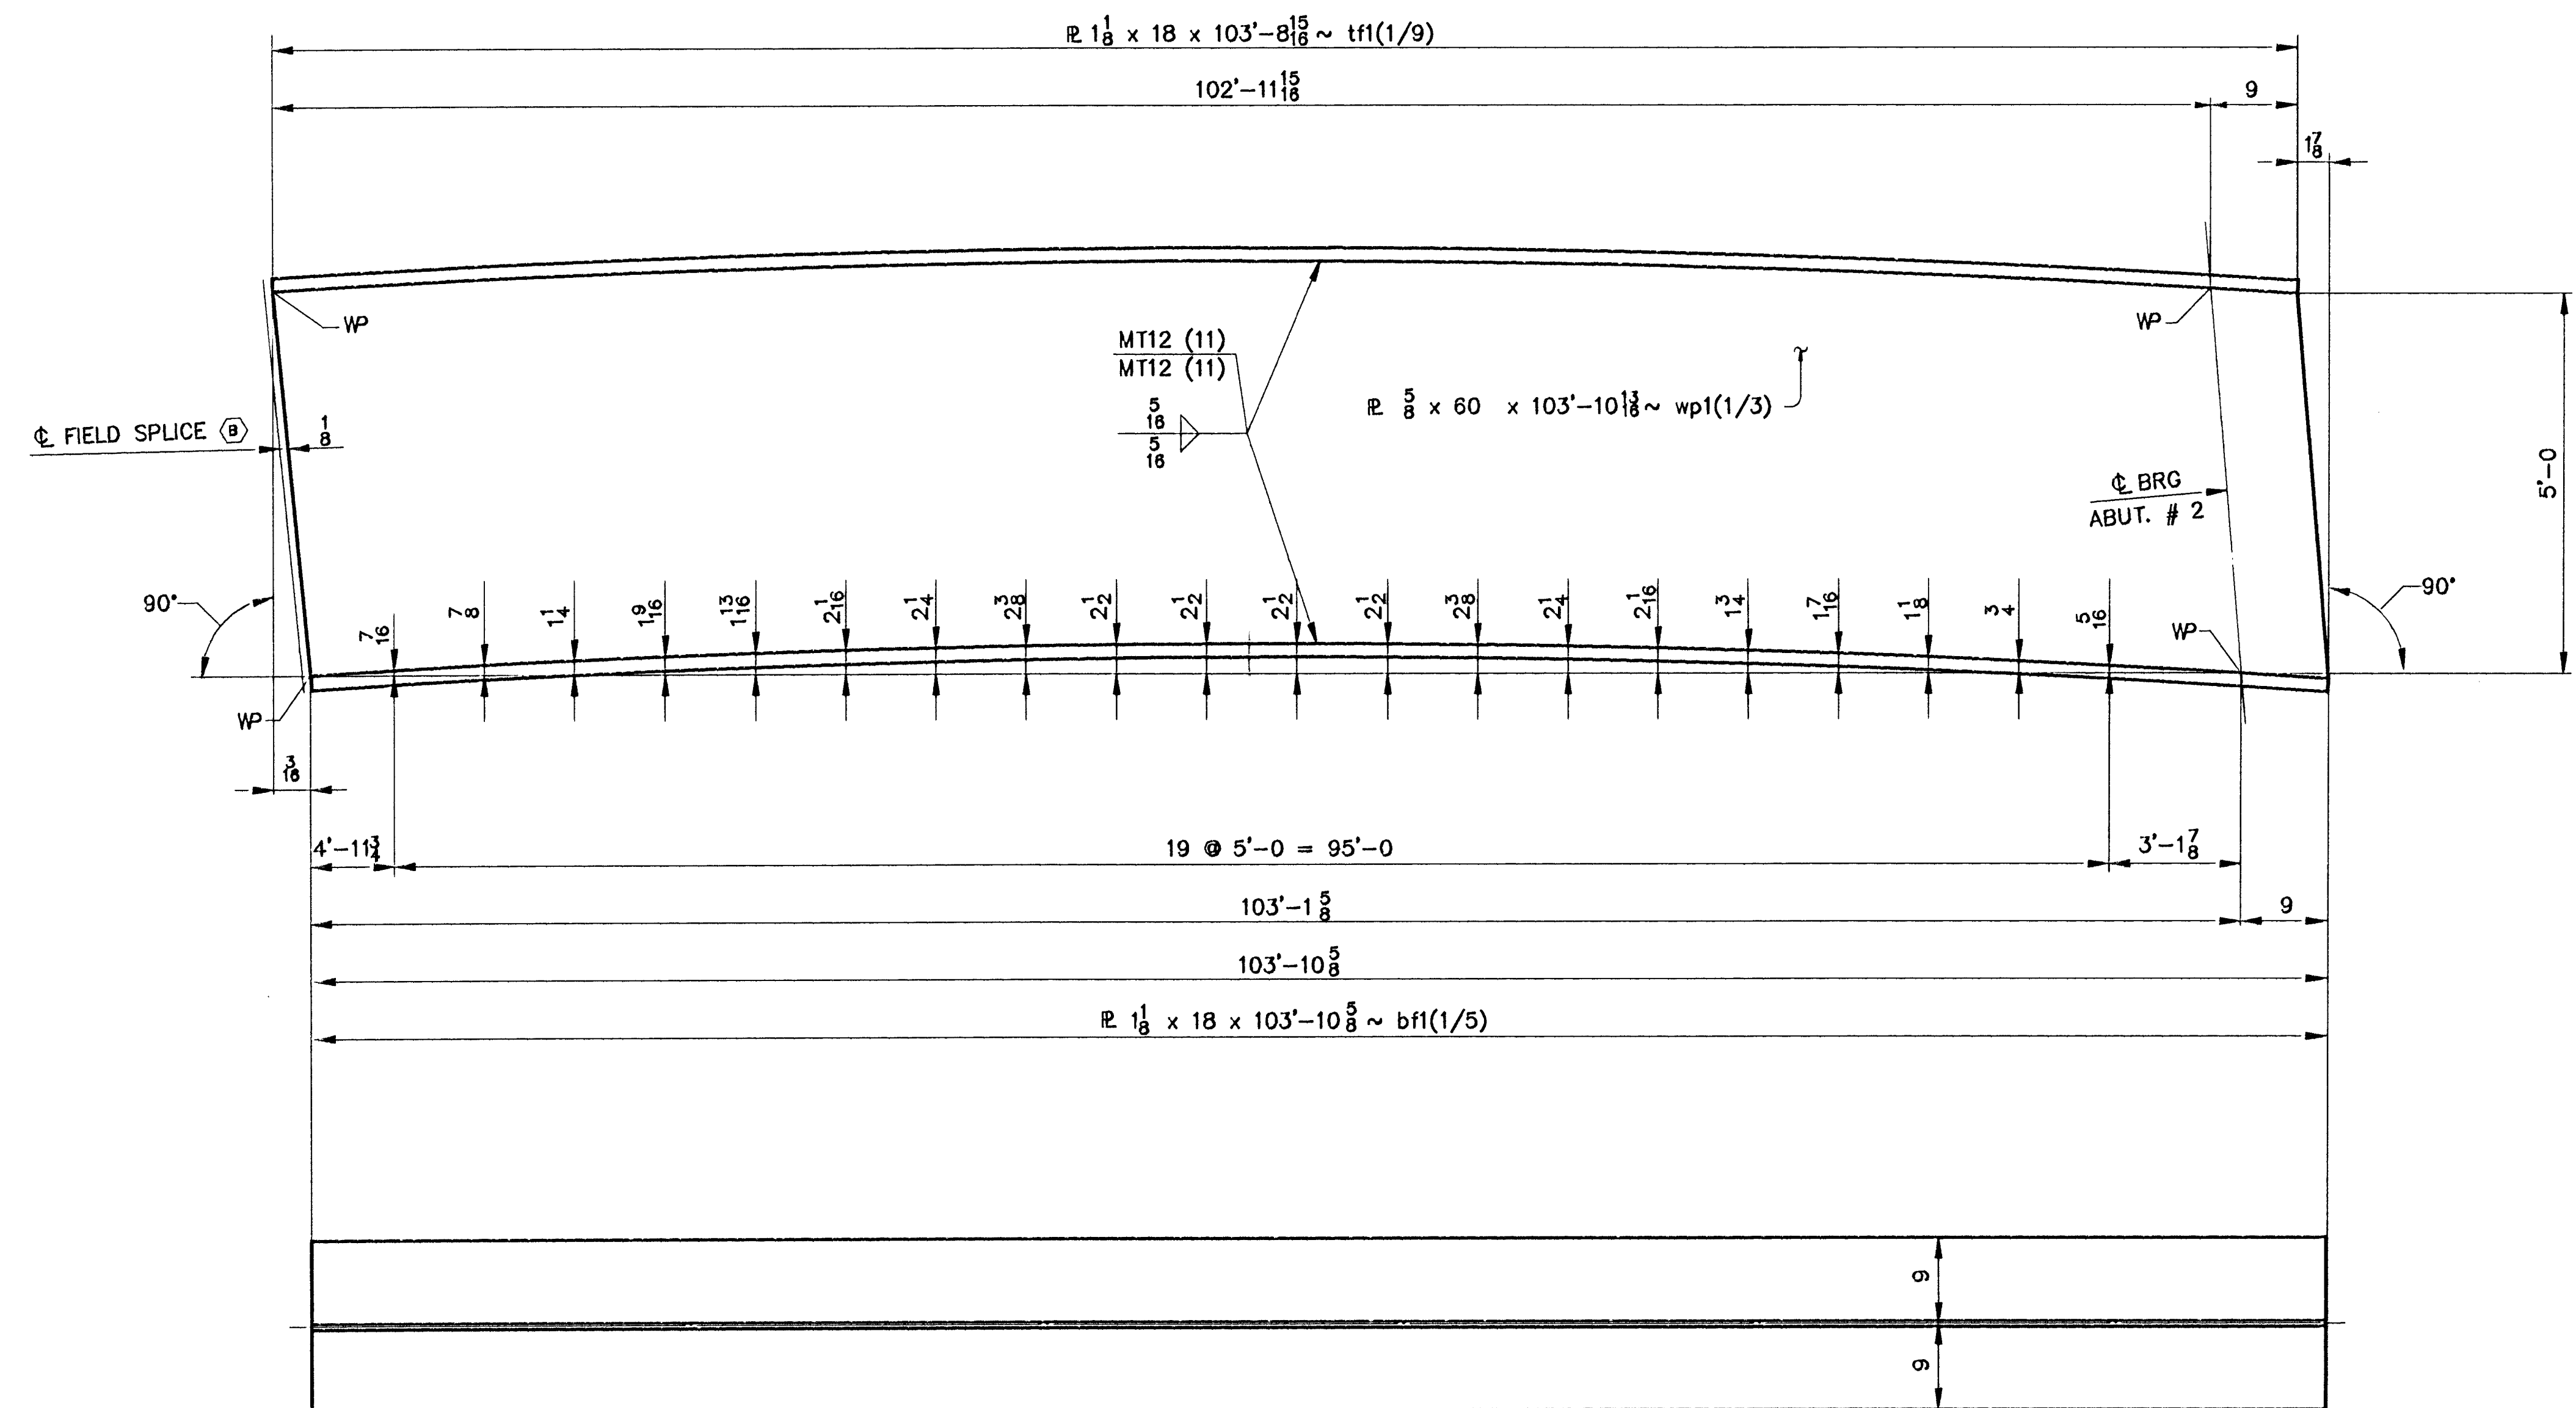 ℄ 1 1/8 x 18 x 103'-8 15/16 ~ tf1(1/9)
102'-11 15/16
9
1 7/8
WP
WP
MT12 (11)
MT12 (11)
5/16
5/16
℄ 5/8 x 60 x 103'-10 13/16 ~ wp1(1/3)
℄ FIELD SPLICE B
1/8
℄ BRG
ABUT. # 2
5'-0
90°
7/16
7/8
1 1/4
1 9/16
1 13/16
2 1/16
2 1/4
2 3/8
2 1/2
2 1/2
2 1/2
2 1/2
2 3/8
2 1/4
2 1/16
1 3/4
1 7/16
1 1/8
3/4
5/16
WP
90°
WP
3/16
4'-11 3/4
19 @ 5'-0 = 95'-0
3'-1 7/8
103'-1 5/8
9
103'-10 5/8
℄ 1 1/8 x 18 x 103'-10 5/8 ~ bf1(1/5)
9
9